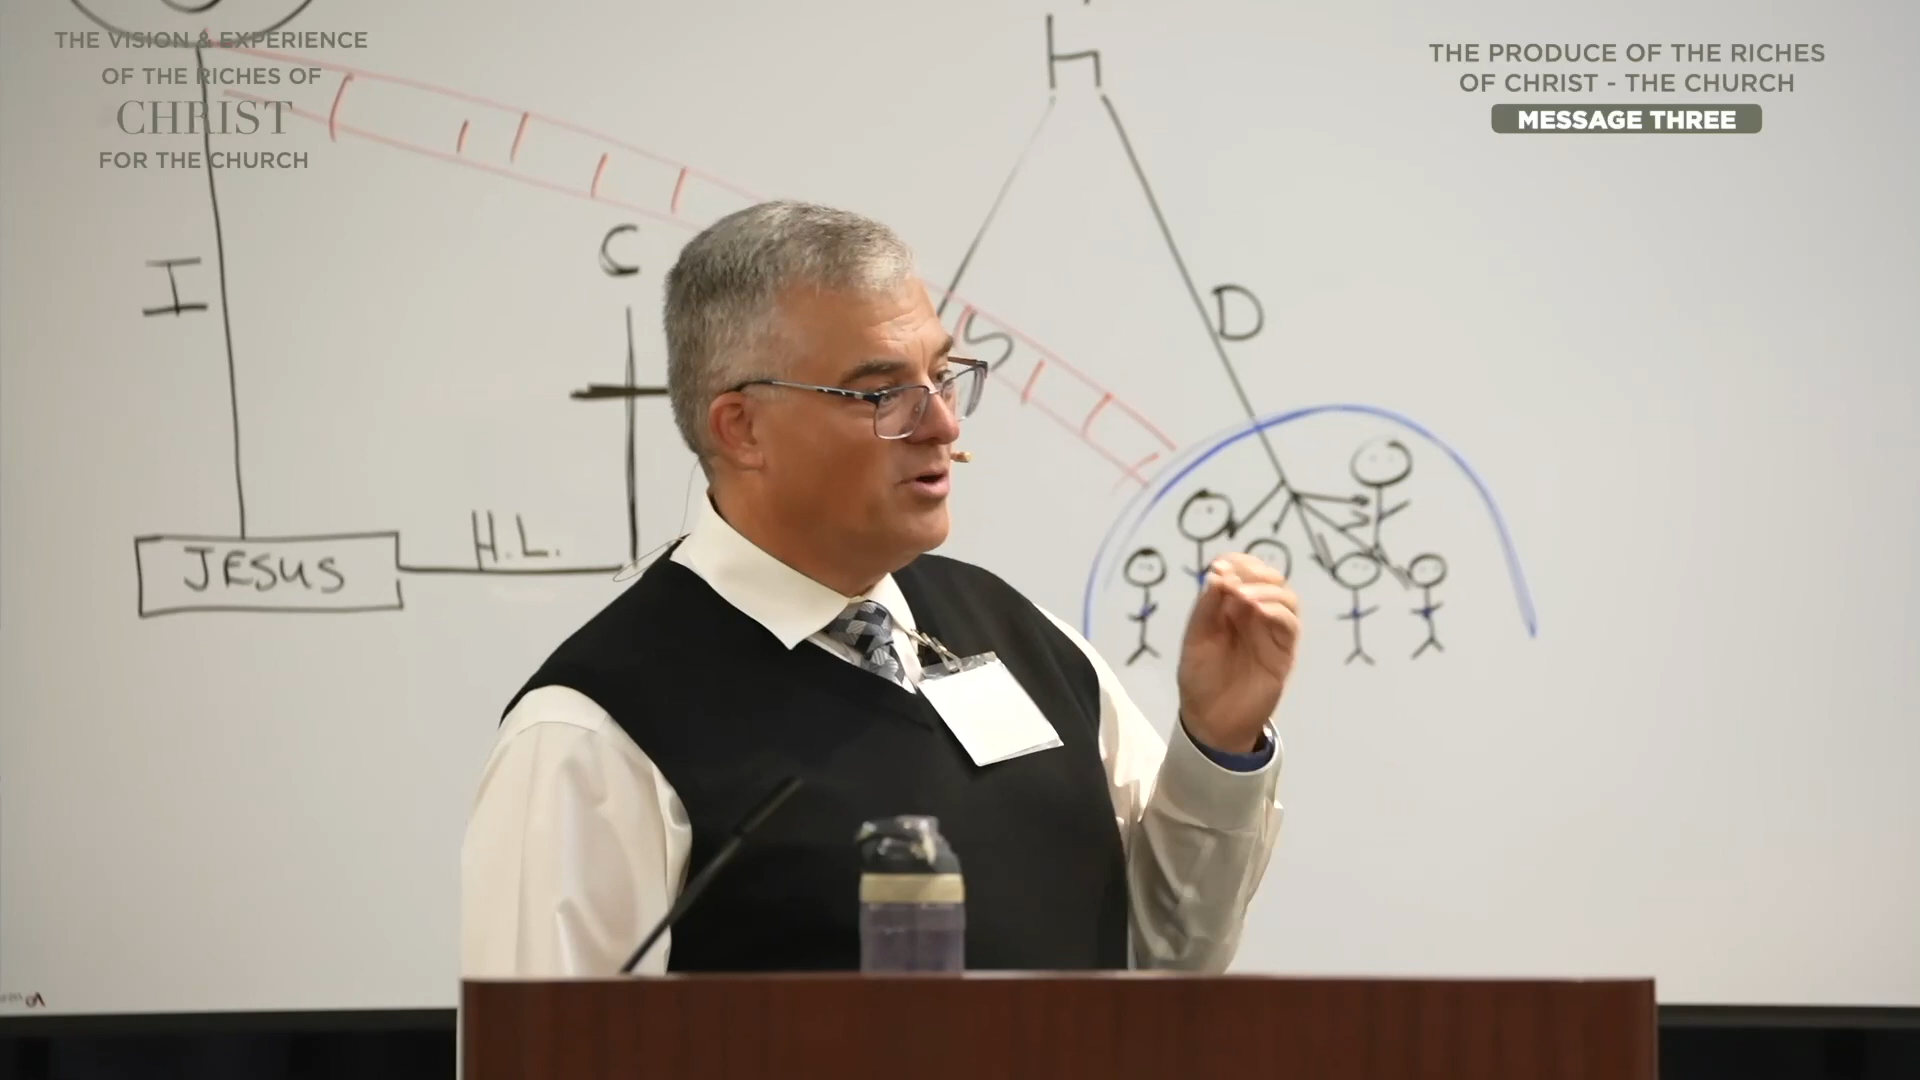 THE VISION & EXPERIENCE
OF THE RICHES OF
CHRIST
FOR THE CHURCH
THE PRODUCE OF THE RICHES
OF CHRIST - THE CHURCH
MESSAGE THREE
I
C
S
D
H.L.
JESUS